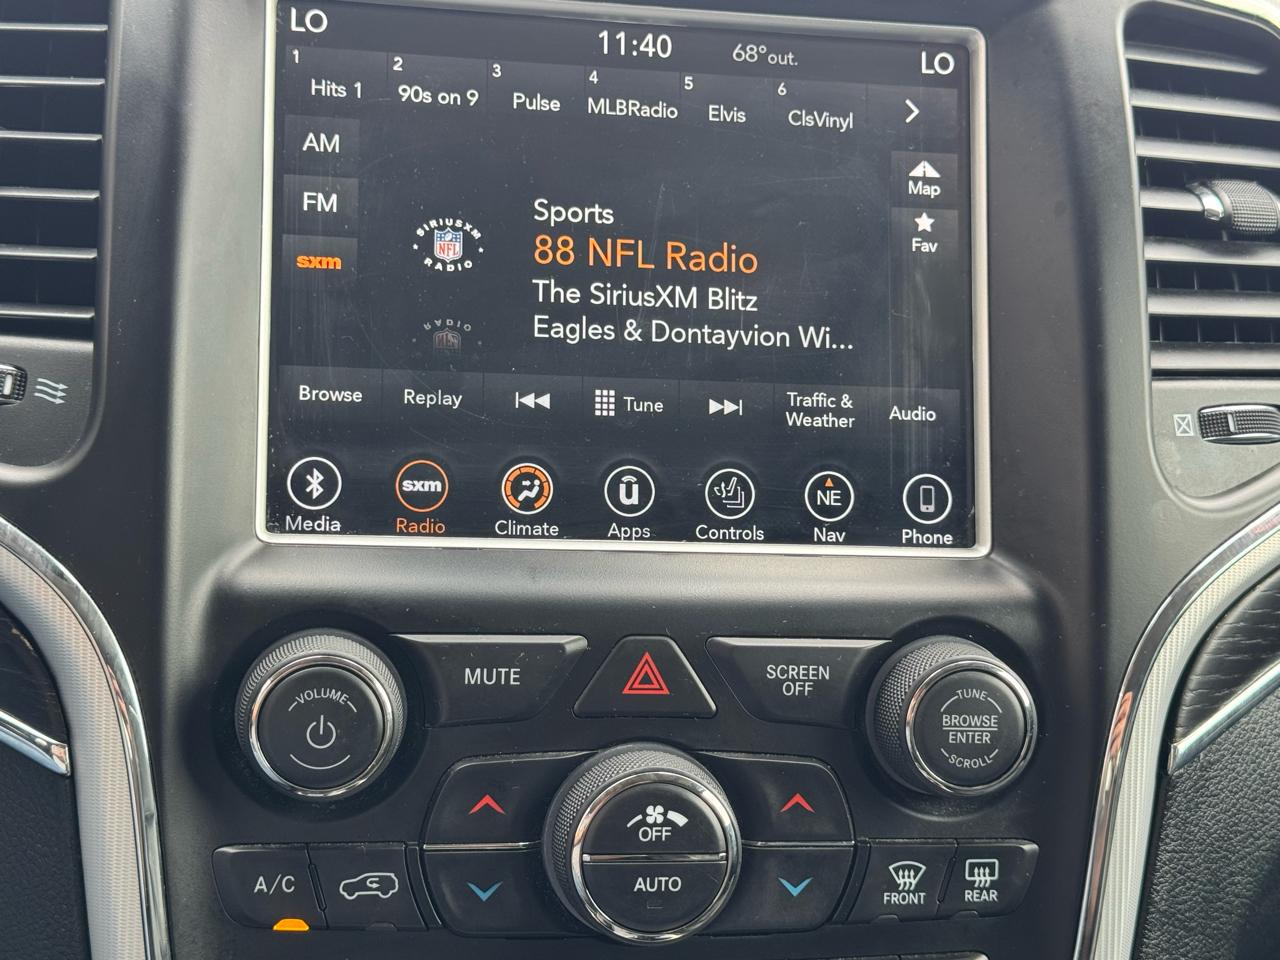 LO
11:40
68° out.
LO
1 Hits 1
2 90s on 9
3 Pulse
4 MLBRadio
5 Elvis
6 ClsVinyl
AM
FM
sxm
SIRIUSXM
NFL
RADIO
Sports
88 NFL Radio
The SiriusXM Blitz
Eagles & Dontayvion Wi...
Map
Fav
Browse
Replay
Tune
Traffic &
Weather
Audio
sxm
û
NE
Media
Radio
Climate
Apps
Controls
Nav
Phone
VOLUME
MUTE
SCREEN
OFF
TUNE
BROWSE
ENTER
SCROLL
OFF
AUTO
A/C
FRONT
REAR